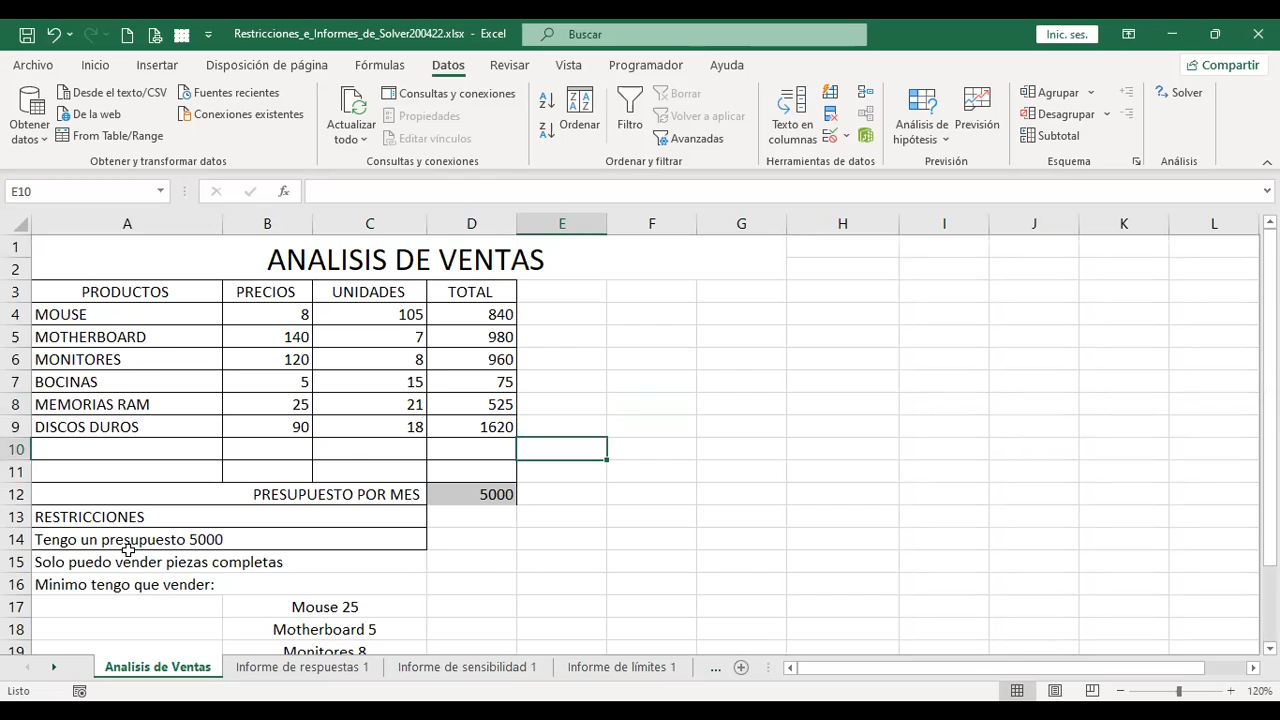 Restricciones_e_Informes_de_Solver200422.xlsx - Excel
Buscar
Inic. ses.
Archivo Inicio Insertar Disposición de página Fórmulas Datos Revisar Vista Programador Ayuda Compartir
Obtener datos
Desde el texto/CSV
De la web
From Table/Range
Fuentes recientes
Conexiones existentes
Obtener y transformar datos
Actualizar todo
Consultas y conexiones
Propiedades
Editar vínculos
Consultas y conexiones
Ordenar
Filtro
Borrar
Volver a aplicar
Avanzadas
Ordenar y filtrar
Texto en columnas
Herramientas de datos
Análisis de hipótesis
Previsión
Previsión
Agrupar
Desagrupar
Subtotal
Esquema
Solver
Análisis
E10
A B C D E F G H I J K L
1 ANALISIS DE VENTAS
2
3 PRODUCTOS PRECIOS UNIDADES TOTAL
4 MOUSE 8 105 840
5 MOTHERBOARD 140 7 980
6 MONITORES 120 8 960
7 BOCINAS 5 15 75
8 MEMORIAS RAM 25 21 525
9 DISCOS DUROS 90 18 1620
10
11
12 PRESUPUESTO POR MES 5000
13 RESTRICCIONES
14 Tengo un presupuesto 5000
15 Solo puedo vender piezas completas
16 Minimo tengo que vender:
17 Mouse 25
18 Motherboard 5
19 Monitores 8
Analisis de Ventas Informe de respuestas 1 Informe de sensibilidad 1 Informe de límites 1 ...
Listo 120%